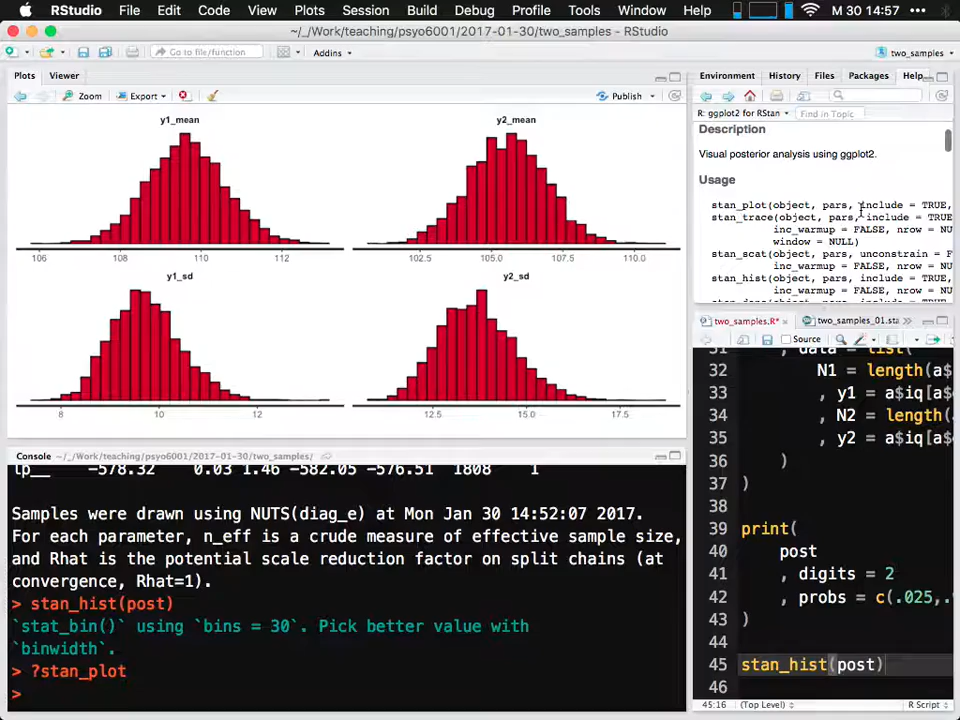 RStudio File Edit Code View Plots Session Build Debug Profile Tools Window Help M 30 14:57
~/_/Work/teaching/psyo6001/2017-01-30/two_samples - RStudio
Go to file/function Addins two_samples
Plots Viewer
Zoom Export Publish
y1_mean y2_mean
106 108 110 112 102.5 105.0 107.5 110.0
y1_sd y2_sd
8 10 12 12.5 15.0 17.5
Console ~/_/Work/teaching/psyo6001/2017-01-30/two_samples/
lp__ -578.32 0.03 1.46 -582.05 -576.51 1808 1
Samples were drawn using NUTS(diag_e) at Mon Jan 30 14:52:07 2017.
For each parameter, n_eff is a crude measure of effective sample size,
and Rhat is the potential scale reduction factor on split chains (at
convergence, Rhat=1).
> stan_hist(post)
`stat_bin()` using `bins = 30`. Pick better value with
`binwidth`.
> ?stan_plot
>
Environment History Files Packages Help
R: ggplot2 for RStan Find in Topic
Description
Visual posterior analysis using ggplot2.
Usage
stan_plot(object, pars, include = TRUE,
stan_trace(object, pars, include = TRUE
inc_warmup = FALSE, nrow = NU
window = NULL)
stan_scat(object, pars, unconstrain = F
inc_warmup = FALSE, nrow = NU
stan_hist(object, pars, include = TRUE,
inc_warmup = FALSE, nrow = NU
stan_dens(object, pars, include = TRUE,
two_samples.R* two_samples_01.sta
Source
31 , data = list(
32 N1 = length(a$
33 , y1 = a$iq[a$
34 , N2 = length(
35 , y2 = a$iq[a$
36 )
37 )
38
39 print(
40 post
41 , digits = 2
42 , probs = c(.025,.
43 )
44
45 stan_hist(post)
46
45:16 (Top Level) R Script